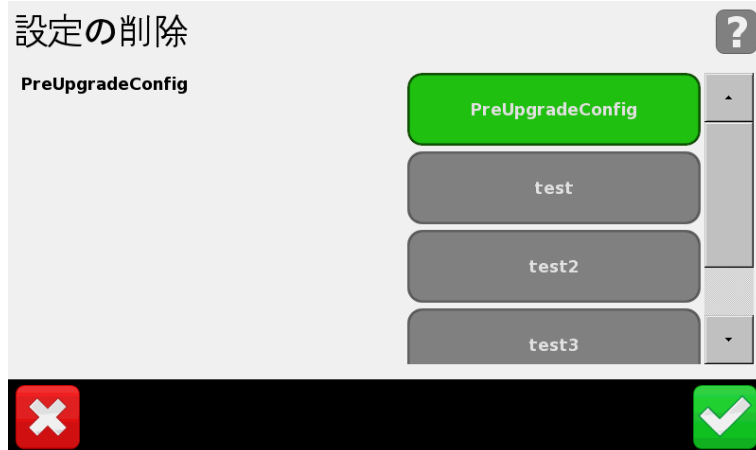 設定の削除
?
PreUpgradeConfig
PreUpgradeConfig
test
test2
test3